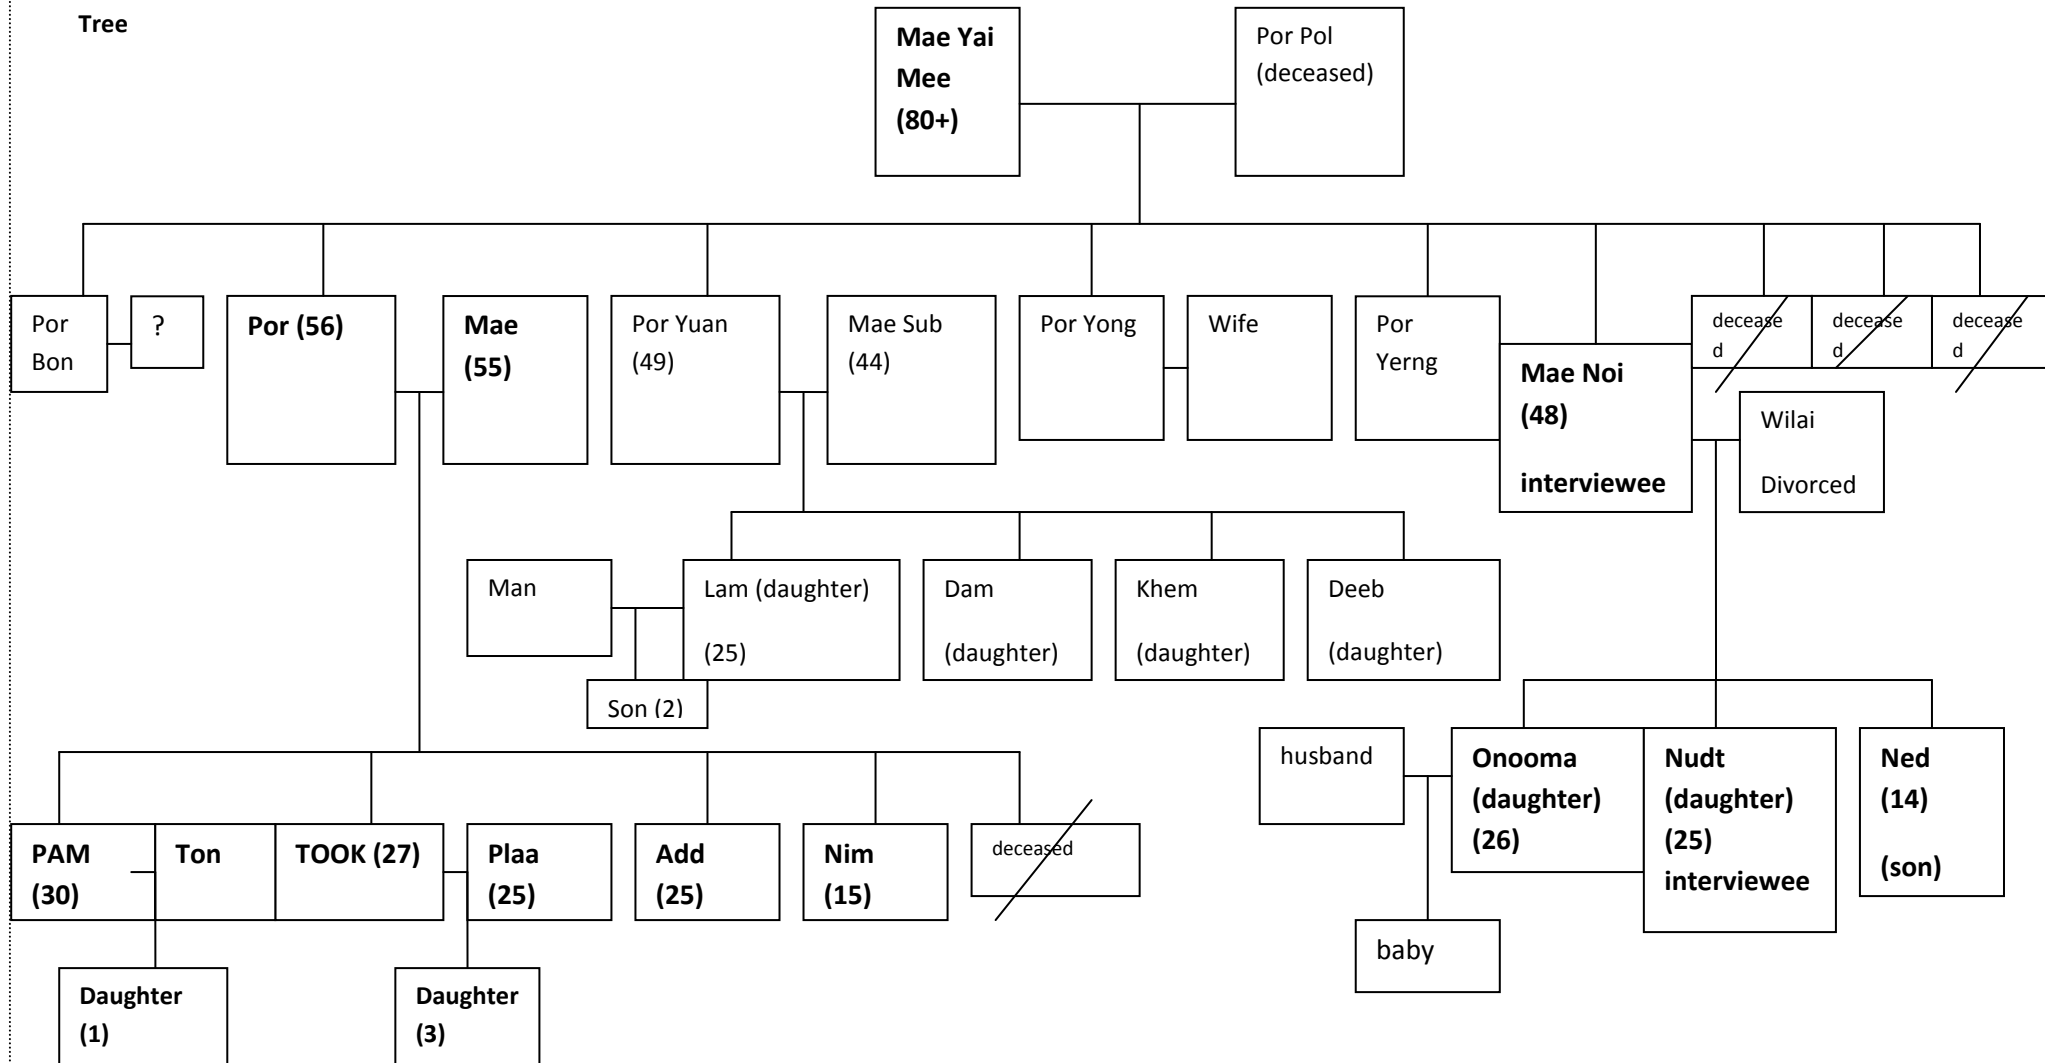 Tree
Mae Yai
Mee
(80+)
Por Pol
(deceased)
Por
Bon
?
Por (56)
Mae
(55)
Por Yuan
(49)
Mae Sub
(44)
Por Yong
Wife
Por
Yerng
Mae Noi
(48)
interviewee
decease
d
decease
d
decease
d
Wilai
Divorced
Man
Lam (daughter)
(25)
Dam
(daughter)
Khem
(daughter)
Deeb
(daughter)
Son (2)
husband
Onooma
(daughter)
(26)
Nudt
(daughter)
(25)
interviewee
Ned
(14)
(son)
PAM
(30)
Ton
TOOK (27)
Plaa
(25)
Add
(25)
Nim
(15)
deceased
baby
Daughter
(1)
Daughter
(3)